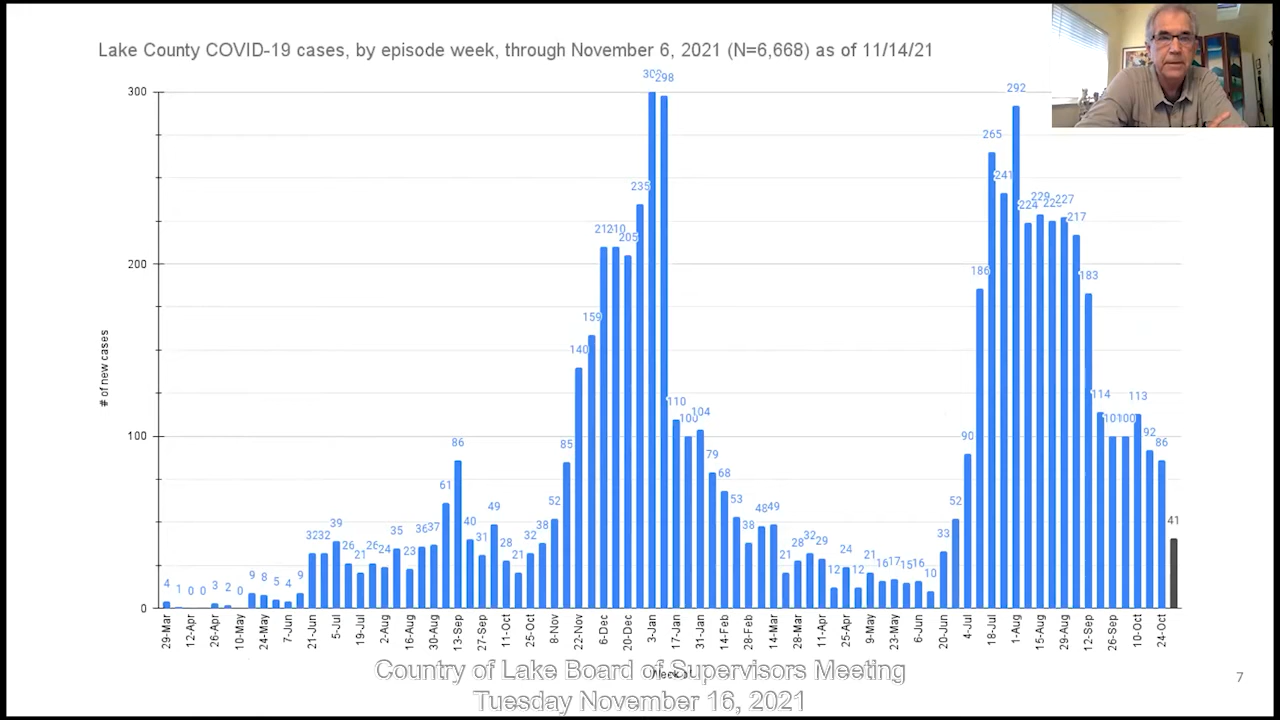 Lake County COVID-19 cases, by episode week, through November 6, 2021 (N=6,668) as of 11/14/21
300
200
100
0
# of new cases
4 1 0 0 3 2 0 9 8 5 4 9 32 32 39 26 21 26 24 35 23 36 37 61 86 40 31 49 28 21 32 38 52 85 140 159 212 210 205 235 298 110 100 104 79 68 53 38 48 49 21 28 32 29 12 24 12 21 16 17 15 16 10 33 52 90 186 265 241 292 224 229 227 217 183 114 101 100 113 92 86 41
29-Mar 12-Apr 26-Apr 10-May 24-May 7-Jun 21-Jun 5-Jul 19-Jul 2-Aug 16-Aug 30-Aug 13-Sep 27-Sep 11-Oct 25-Oct 8-Nov 22-Nov 6-Dec 20-Dec 3-Jan 17-Jan 31-Jan 14-Feb 28-Feb 14-Mar 28-Mar 11-Apr 25-Apr 9-May 23-May 6-Jun 20-Jun 4-Jul 18-Jul 1-Aug 15-Aug 29-Aug 12-Sep 26-Sep 10-Oct 24-Oct
Country of Lake Board of Supervisors Meeting
Tuesday November 16, 2021
7